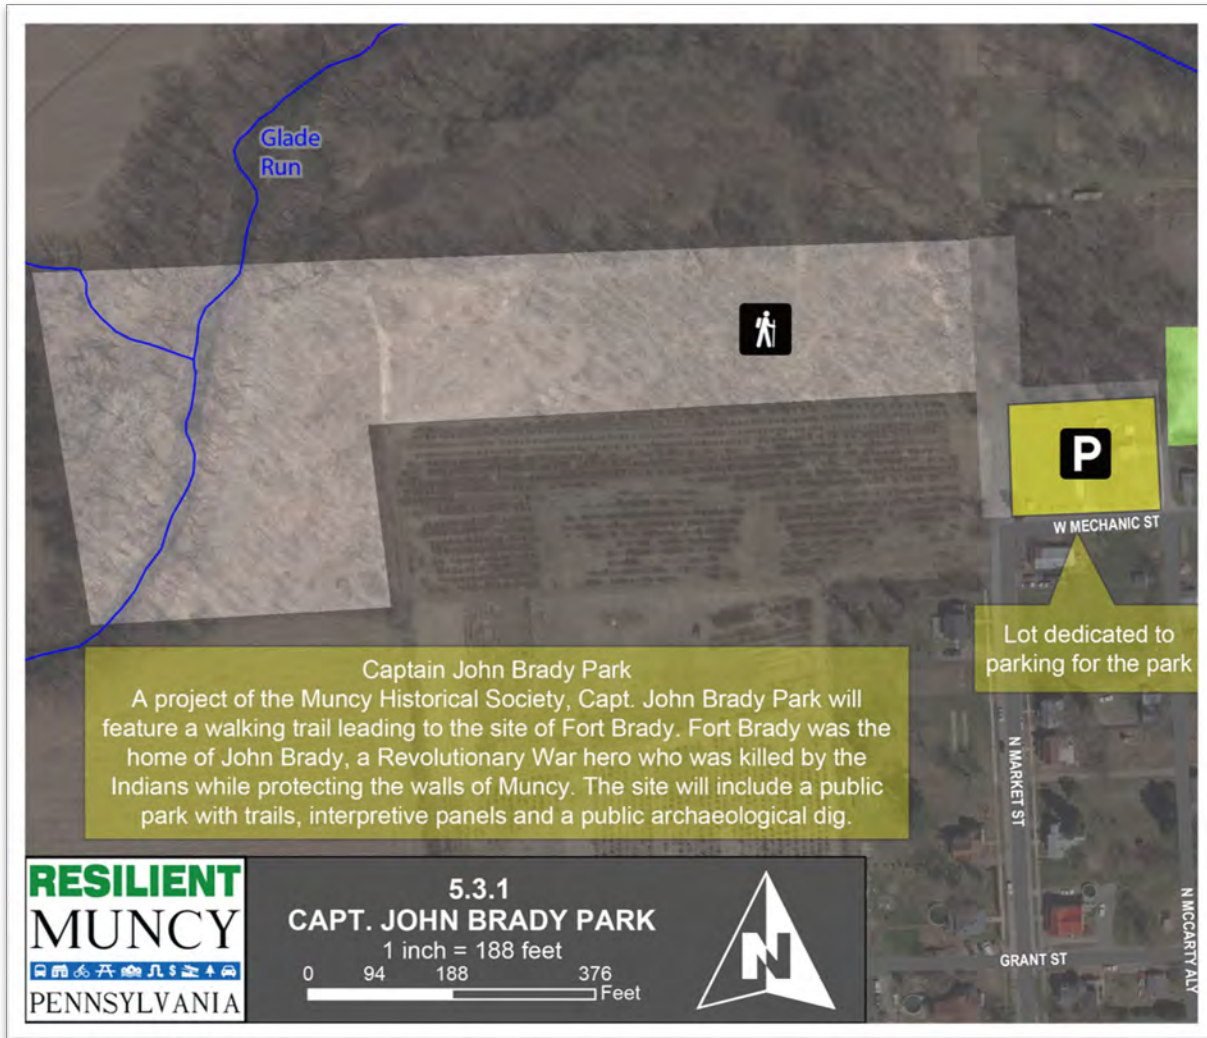 Glade
Run
P
W MECHANIC ST
Lot dedicated to
parking for the park
Captain John Brady Park
A project of the Muncy Historical Society, Capt. John Brady Park will
feature a walking trail leading to the site of Fort Brady. Fort Brady was the
home of John Brady, a Revolutionary War hero who was killed by the
Indians while protecting the walls of Muncy. The site will include a public
park with trails, interpretive panels and a public archaeological dig.
N MARKET ST
N MCCARTY ALY
GRANT ST
RESILIENT
MUNCY
PENNSYLVANIA
5.3.1
CAPT. JOHN BRADY PARK
1 inch = 188 feet
0 94 188 376
Feet
N